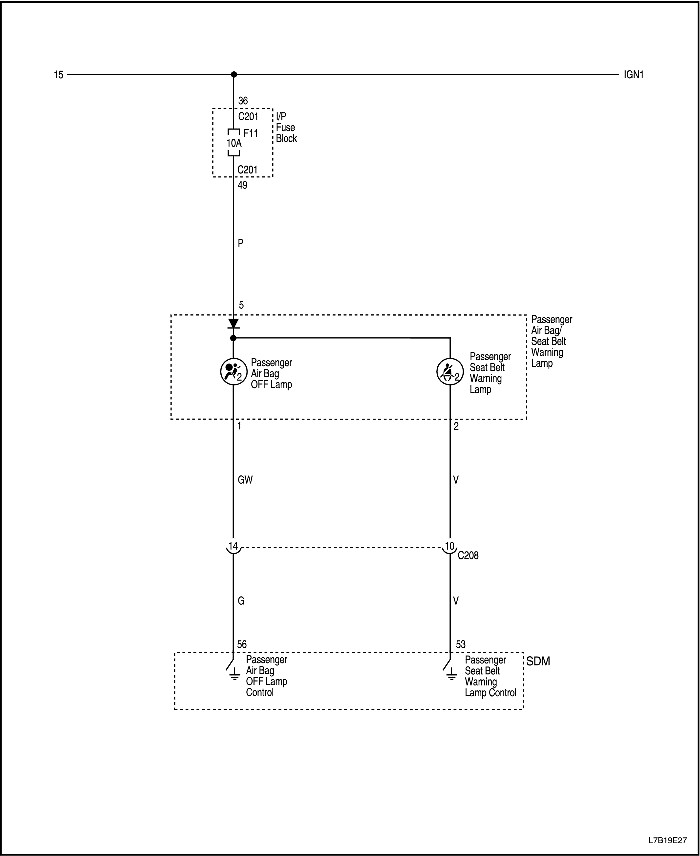 15
IGN1
36
C201
I/P
Fuse
Block
F11
10A
C201
49
P
5
Passenger
Air Bag/
Seat Belt
Warning
Lamp
Passenger
Air Bag
OFF Lamp
Passenger
Seat Belt
Warning
Lamp
2
2
1
2
GW
V
14
10
C208
G
V
56
53
Passenger
Air Bag
OFF Lamp
Control
Passenger
Seat Belt
Warning
Lamp Control
SDM
L7B19E27